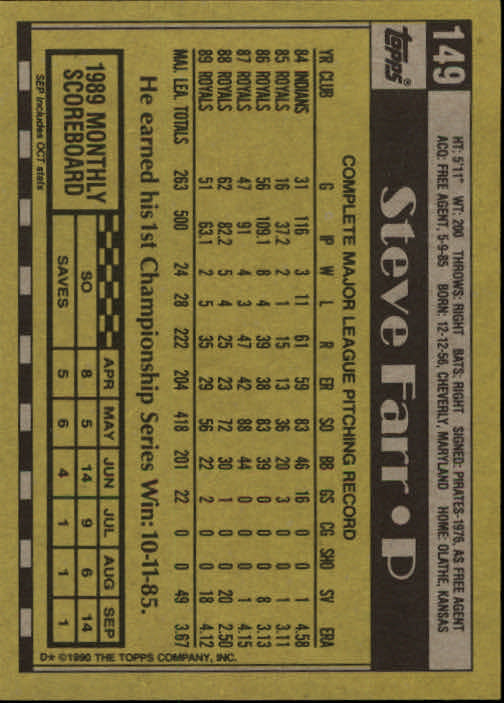 149
topps®
HT: 5'11" WT: 200 THROWS: RIGHT BATS: RIGHT SIGNED: PIRATES-1976, AS FREE AGENT
ACQ: FREE AGENT, 5-9-85 BORN: 12-12-56, CHEVERLY, MARYLAND HOME: OLATHE, KANSAS
Steve Farr • P
COMPLETE MAJOR LEAGUE PITCHING RECORD
YR CLUB G IP W L R ER SO BB GS CG SHO SV ERA
84 INDIANS 31 116 3 11 61 59 83 46 16 0 0 1 4.58
85 ROYALS 16 37.2 2 1 15 13 36 20 3 0 0 1 3.11
86 ROYALS 56 109.1 8 4 39 38 83 39 0 0 0 8 3.13
87 ROYALS 47 91 4 3 47 42 88 44 0 0 0 1 4.15
88 ROYALS 62 82.2 5 4 25 23 72 30 1 0 0 20 2.50
89 ROYALS 51 63.1 2 5 35 29 56 22 2 0 0 18 4.12
MAJ. LEA. TOTALS 263 500 24 28 222 204 418 201 22 0 0 49 3.67
He earned his 1st Championship Series Win: 10-11-85.
1989 MONTHLY
SCOREBOARD
APR MAY JUN JUL AUG SEP
SO 8 5 14 9 6 14
SAVES 5 6 4 1 1 1
SEP includes OCT stats
D* ©1990 THE TOPPS COMPANY, INC.